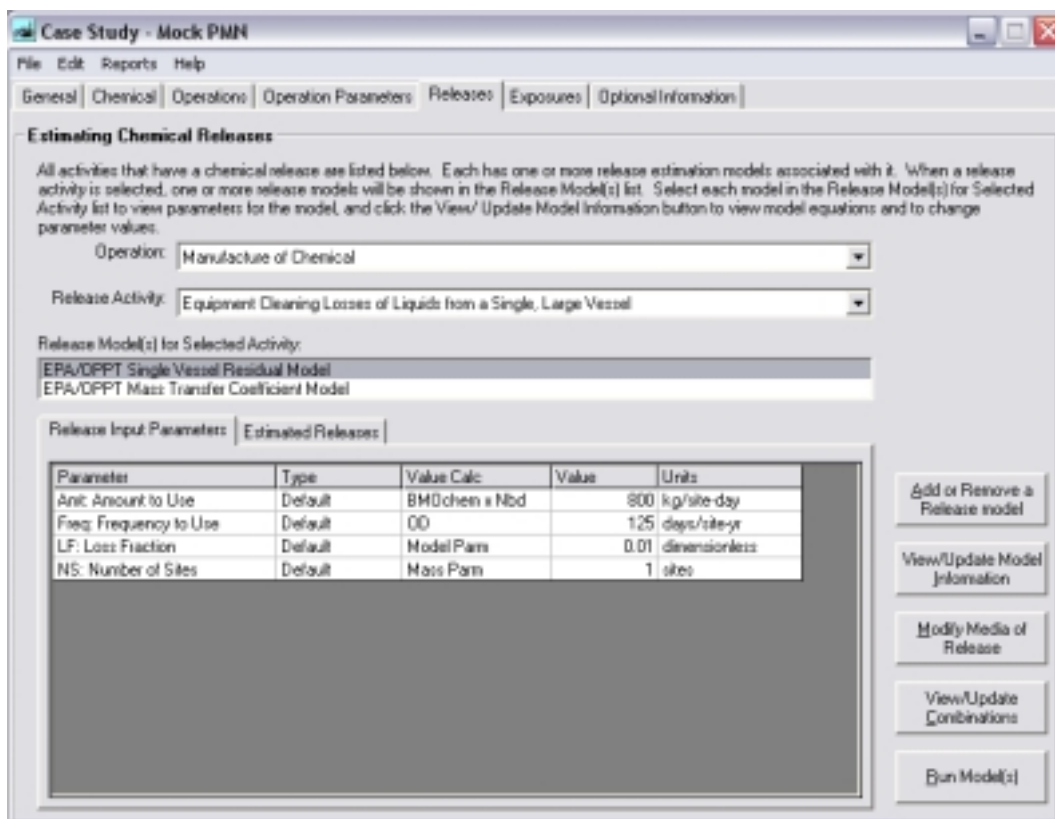 Case Study - Mock PMN
File Edit Reports Help
General Chemical Operations Operation Parameters Releases Exposures Optional Information
Estimating Chemical Releases
All activities that have a chemical release are listed below. Each has one or more release estimation models associated with it. When a release
activity is selected, one or more release models will be shown in the Release Model(s) list. Select each model in the Release Model(s) for Selected
Activity list to view parameters for the model, and click the View/ Update Model Information button to view model equations and to change
parameter values.
Operation: Manufacture of Chemical
Release Activity: Equipment Cleaning Losses of Liquids from a Single, Large Vessel
Release Model(s) for Selected Activity:
EPA/OPPT Single Vessel Residual Model
EPA/OPPT Mass Transfer Coefficient Model
Release Input Parameters Estimated Releases
Parameter Type Value Calc Value Units
Amt: Amount to Use Default BMDchem x Nbd 800 kg/site-day
Freq: Frequency to Use Default OD 125 days/site-yr
LF: Loss Fraction Default Model Parm 0.01 dimensionless
NS: Number of Sites Default Mass Parm 1 sites
Add or Remove a
Release model
View/Update Model
Information
Modify Media of
Release
View/Update
Combinations
Run Model(s)